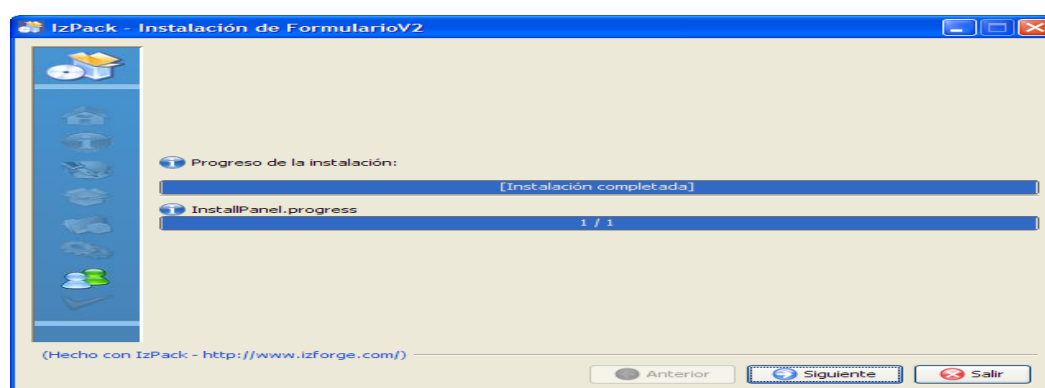 IzPack - Instalación de FormularioV2
Progreso de la instalación:
[Instalación completada]
InstallPanel.progress
1 / 1
(Hecho con IzPack - http://www.izforge.com/)
Anterior
Siguiente
Salir